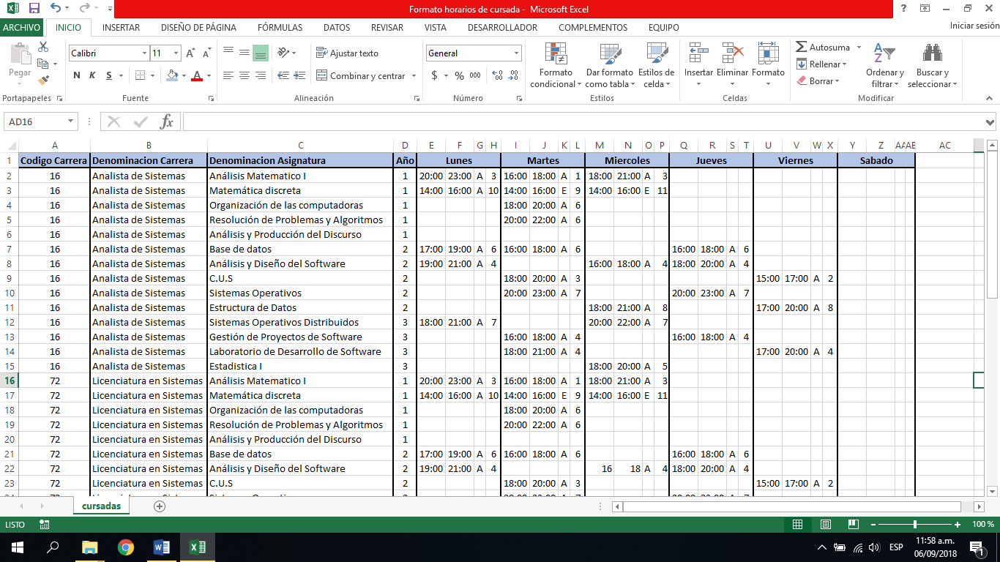 Formato horarios de cursada - Microsoft Excel
ARCHIVO INICIO INSERTAR DISEÑO DE PÁGINA FÓRMULAS DATOS REVISAR VISTA DESARROLLADOR COMPLEMENTOS EQUIPO Iniciar sesión
Pegar
Calibri 11
N K S
Ajustar texto
Combinar y centrar
General
$ % 000
Formato condicional
Dar formato como tabla
Estilos de celda
Insertar Eliminar Formato
Autosuma
Rellenar
Borrar
Ordenar y filtrar
Buscar y seleccionar
Portapapeles Fuente Alineación Número Estilos Celdas Modificar
AD16 fx
A B C D E F G H I J K L M N O P Q R S T U V W X Y Z AA AB AC
1 Codigo Carrera Denominacion Carrera Denominacion Asignatura Año Lunes Martes Miercoles Jueves Viernes Sabado
2 16 Analista de Sistemas Análisis Matematico I 1 20:00 23:00 A 3 16:00 18:00 A 1 18:00 21:00 A 3
3 16 Analista de Sistemas Matemática discreta 1 14:00 16:00 A 10 14:00 16:00 E 9 14:00 16:00 E 11
4 16 Analista de Sistemas Organización de las computadoras 1 18:00 20:00 A 6
5 16 Analista de Sistemas Resolución de Problemas y Algoritmos 1 20:00 22:00 A 6
6 16 Analista de Sistemas Análisis y Producción del Discurso 1
7 16 Analista de Sistemas Base de datos 2 17:00 19:00 A 6 16:00 18:00 A 6 16:00 18:00 A 6
8 16 Analista de Sistemas Análisis y Diseño del Software 2 19:00 21:00 A 4 16:00 18:00 A 4 18:00 20:00 A 4
9 16 Analista de Sistemas C.U.S 2 18:00 20:00 A 3 15:00 17:00 A 2
10 16 Analista de Sistemas Sistemas Operativos 2 20:00 23:00 A 7 20:00 23:00 A 7
11 16 Analista de Sistemas Estructura de Datos 2 18:00 21:00 A 8 17:00 20:00 A 8
12 16 Analista de Sistemas Sistemas Operativos Distribuidos 3 18:00 21:00 A 7 20:00 22:00 A 7
13 16 Analista de Sistemas Gestión de Proyectos de Software 3 16:00 18:00 A 4 16:00 18:00 A 4
14 16 Analista de Sistemas Laboratorio de Desarrollo de Software 3 18:00 21:00 A 4 17:00 20:00 A 4
15 16 Analista de Sistemas Estadistica I 3 18:00 20:00 A 5
16 72 Licenciatura en Sistemas Análisis Matematico I 1 20:00 23:00 A 3 16:00 18:00 A 1 18:00 21:00 A 3
17 72 Licenciatura en Sistemas Matemática discreta 1 14:00 16:00 A 10 14:00 16:00 E 9 14:00 16:00 E 11
18 72 Licenciatura en Sistemas Organización de las computadoras 1 18:00 20:00 A 6
19 72 Licenciatura en Sistemas Resolución de Problemas y Algoritmos 1 20:00 22:00 A 6
20 72 Licenciatura en Sistemas Análisis y Producción del Discurso 1
21 72 Licenciatura en Sistemas Base de datos 2 17:00 19:00 A 6 16:00 18:00 A 6 16:00 18:00 A 6
22 72 Licenciatura en Sistemas Análisis y Diseño del Software 2 19:00 21:00 A 4 16 18 A 4 18:00 20:00 A 4
23 72 Licenciatura en Sistemas C.U.S 2 18:00 20:00 A 3 15:00 17:00 A 2
cursadas
LISTO 100 %
ESP 11:58 a.m.
06/09/2018